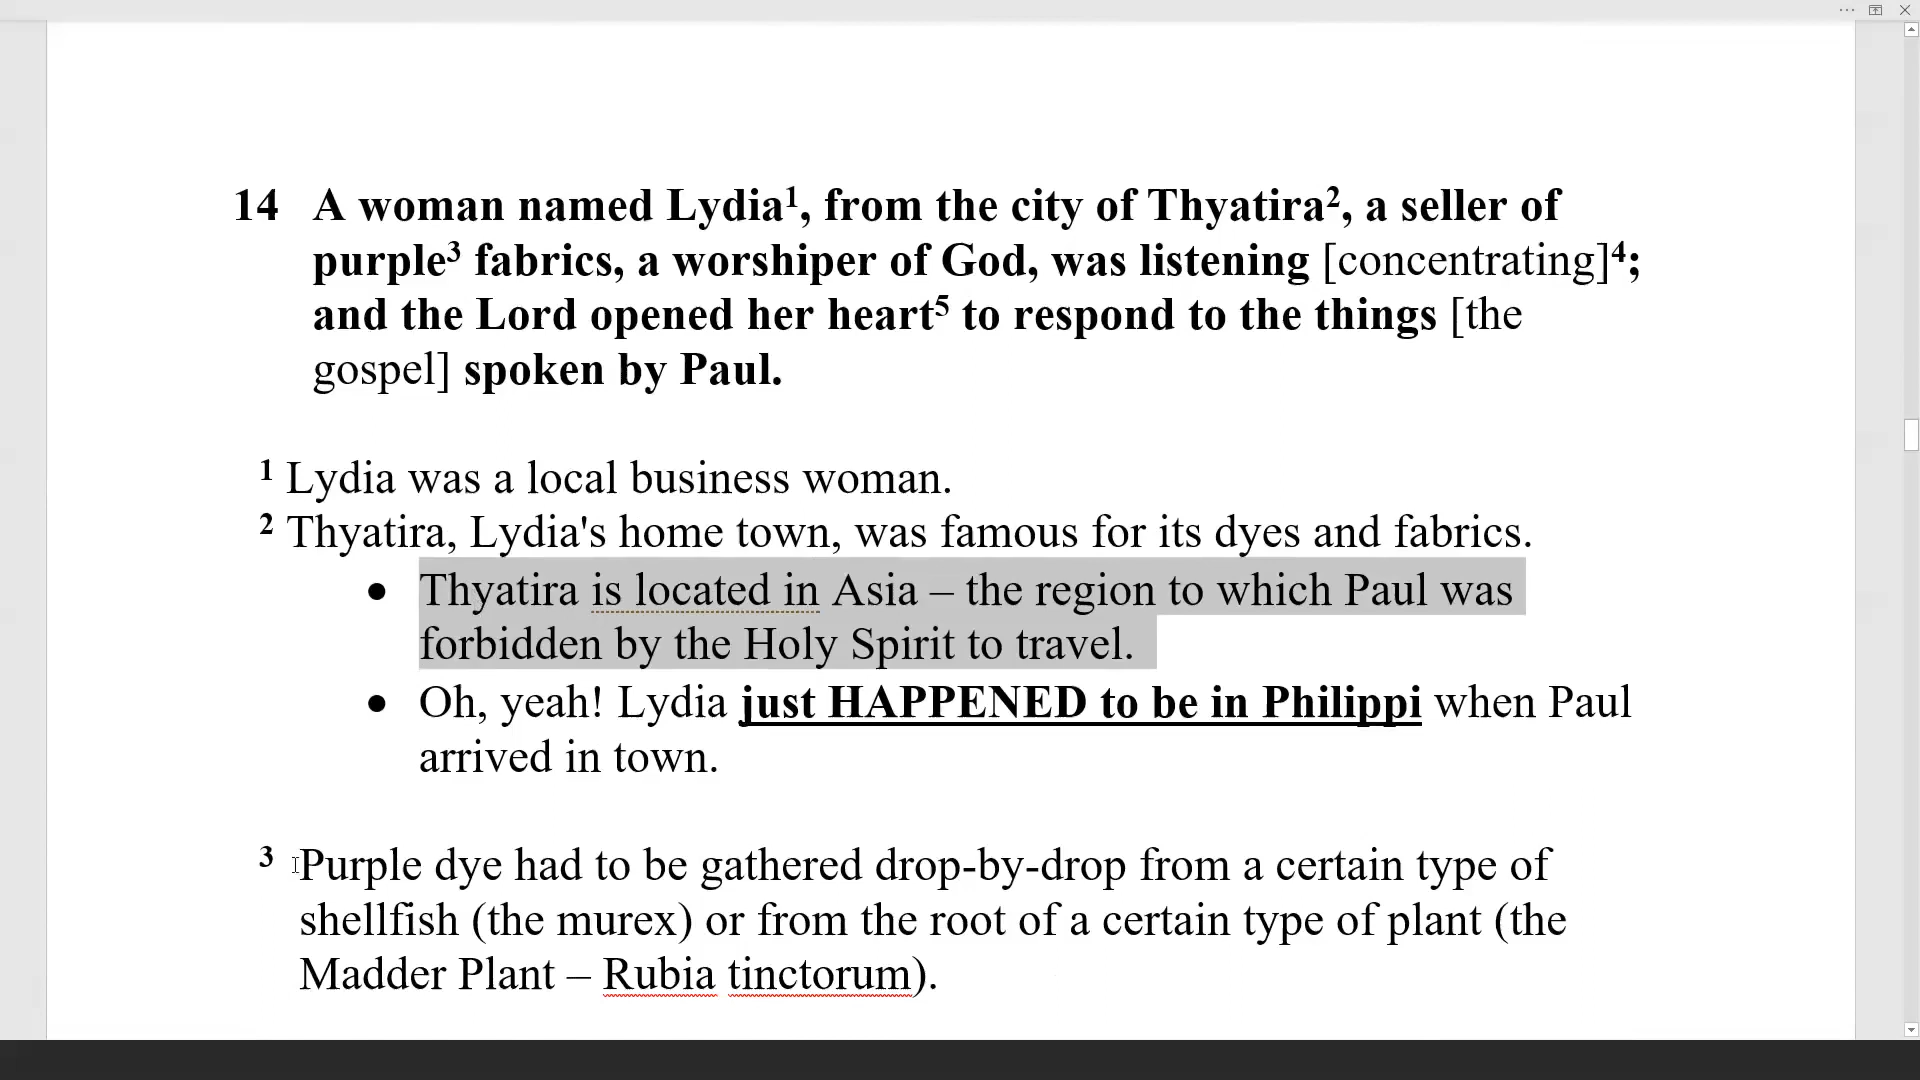 14 A woman named Lydia¹, from the city of Thyatira², a seller of
purple³ fabrics, a worshiper of God, was listening [concentrating]⁴;
and the Lord opened her heart⁵ to respond to the things [the
gospel] spoken by Paul.
¹ Lydia was a local business woman.
² Thyatira, Lydia's home town, was famous for its dyes and fabrics.
• Thyatira is located in Asia – the region to which Paul was
forbidden by the Holy Spirit to travel.
• Oh, yeah! Lydia just HAPPENED to be in Philippi when Paul
arrived in town.
³ Purple dye had to be gathered drop-by-drop from a certain type of
shellfish (the murex) or from the root of a certain type of plant (the
Madder Plant – Rubia tinctorum).